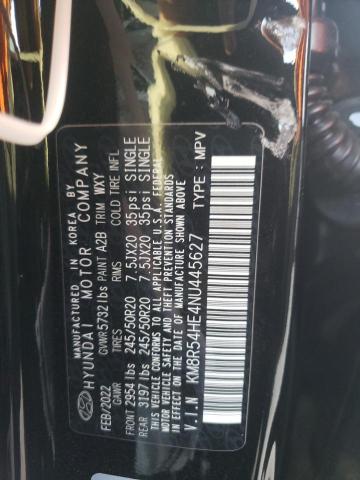 MANUFACTURED IN KOREA BY
HYUNDAI MOTOR COMPANY
FEB/2022 GVWR 5732 lbs PAINT A2B TRIM WXY
GAWR TIRES RIMS COLD TIRE INFL
FRONT 2954 lbs 245/50R20 7.5JX20 35psi SINGLE
REAR 3197 lbs 245/50R20 7.5JX20 35psi SINGLE
THIS VEHICLE CONFORMS TO ALL APPLICABLE U.S. FEDERAL
MOTOR VEHICLE SAFETY AND THEFT PREVENTION STANDARDS
IN EFFECT ON THE DATE OF MANUFACTURE SHOWN ABOVE.
V.I.N KM8R54HE4NU445627 TYPE : MPV